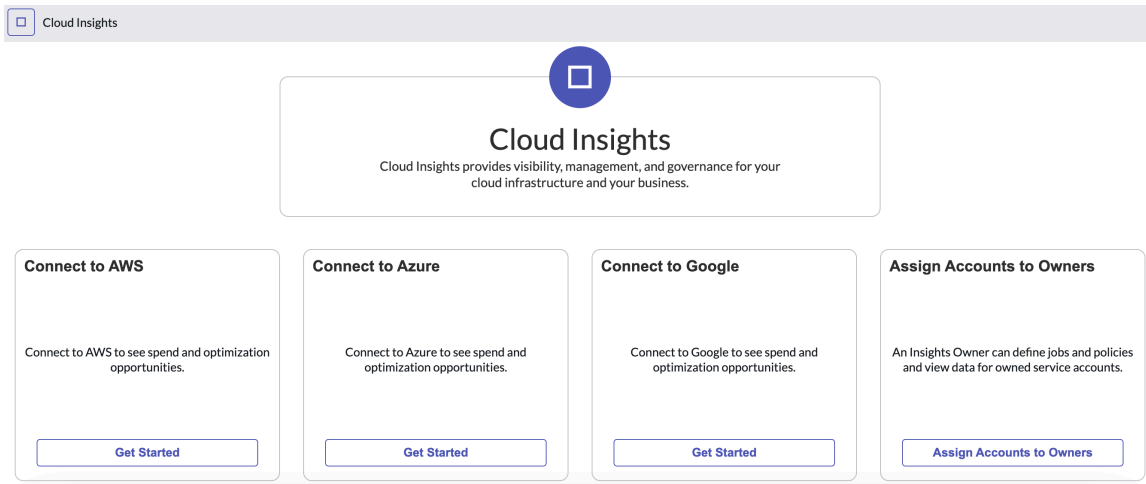 Cloud Insights
Cloud Insights
Cloud Insights provides visibility, management, and governance for your
cloud infrastructure and your business.
Connect to AWS
Connect to AWS to see spend and optimization
opportunities.
Get Started
Connect to Azure
Connect to Azure to see spend and
optimization opportunities.
Get Started
Connect to Google
Connect to Google to see spend and
optimization opportunities.
Get Started
Assign Accounts to Owners
An Insights Owner can define jobs and policies
and view data for owned service accounts.
Assign Accounts to Owners